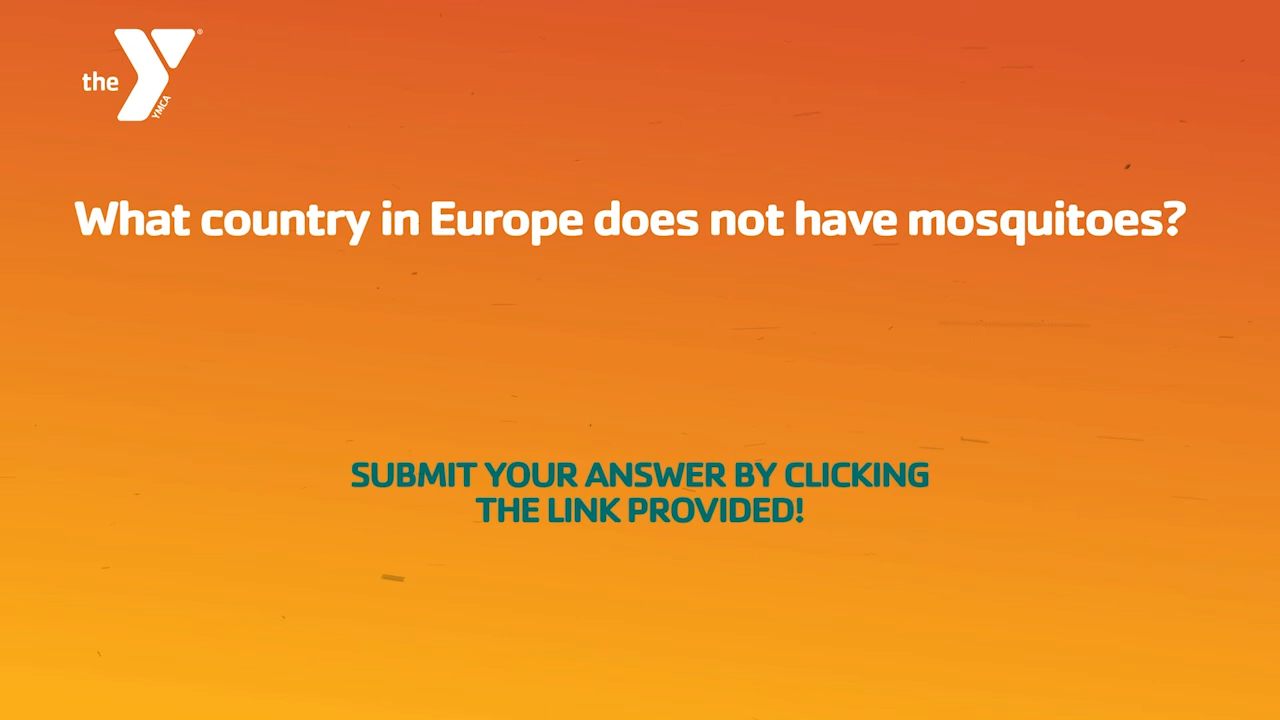 the
YMCA
®
What country in Europe does not have mosquitoes?
SUBMIT YOUR ANSWER BY CLICKING
THE LINK PROVIDED!